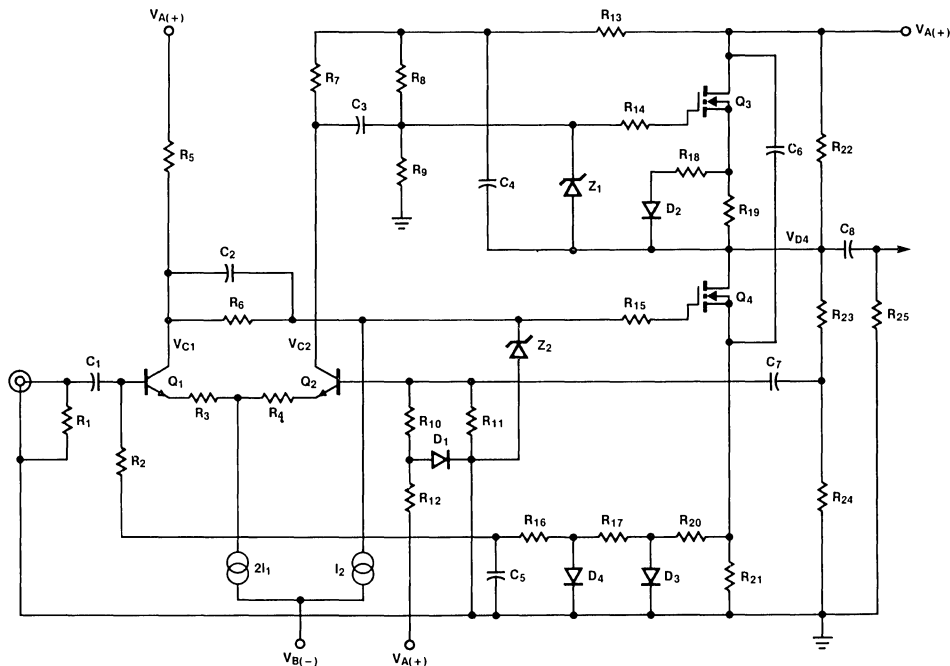 VA(+)
R13
VA(+)
R7
R8
Q3
C3
R14
R22
R5
R18
C6
R9
C4
Z1
D2
R19
VD4
C8
C2
Q4
R6
R15
R23
R25
VC1
VC2
Z2
C1
Q1
Q2
C7
R3
R4
R1
R10
R11
D1
R2
R12
R24
R16
R17
R20
2I1
I2
C5
D4
D3
R21
VB(−)
VA(+)